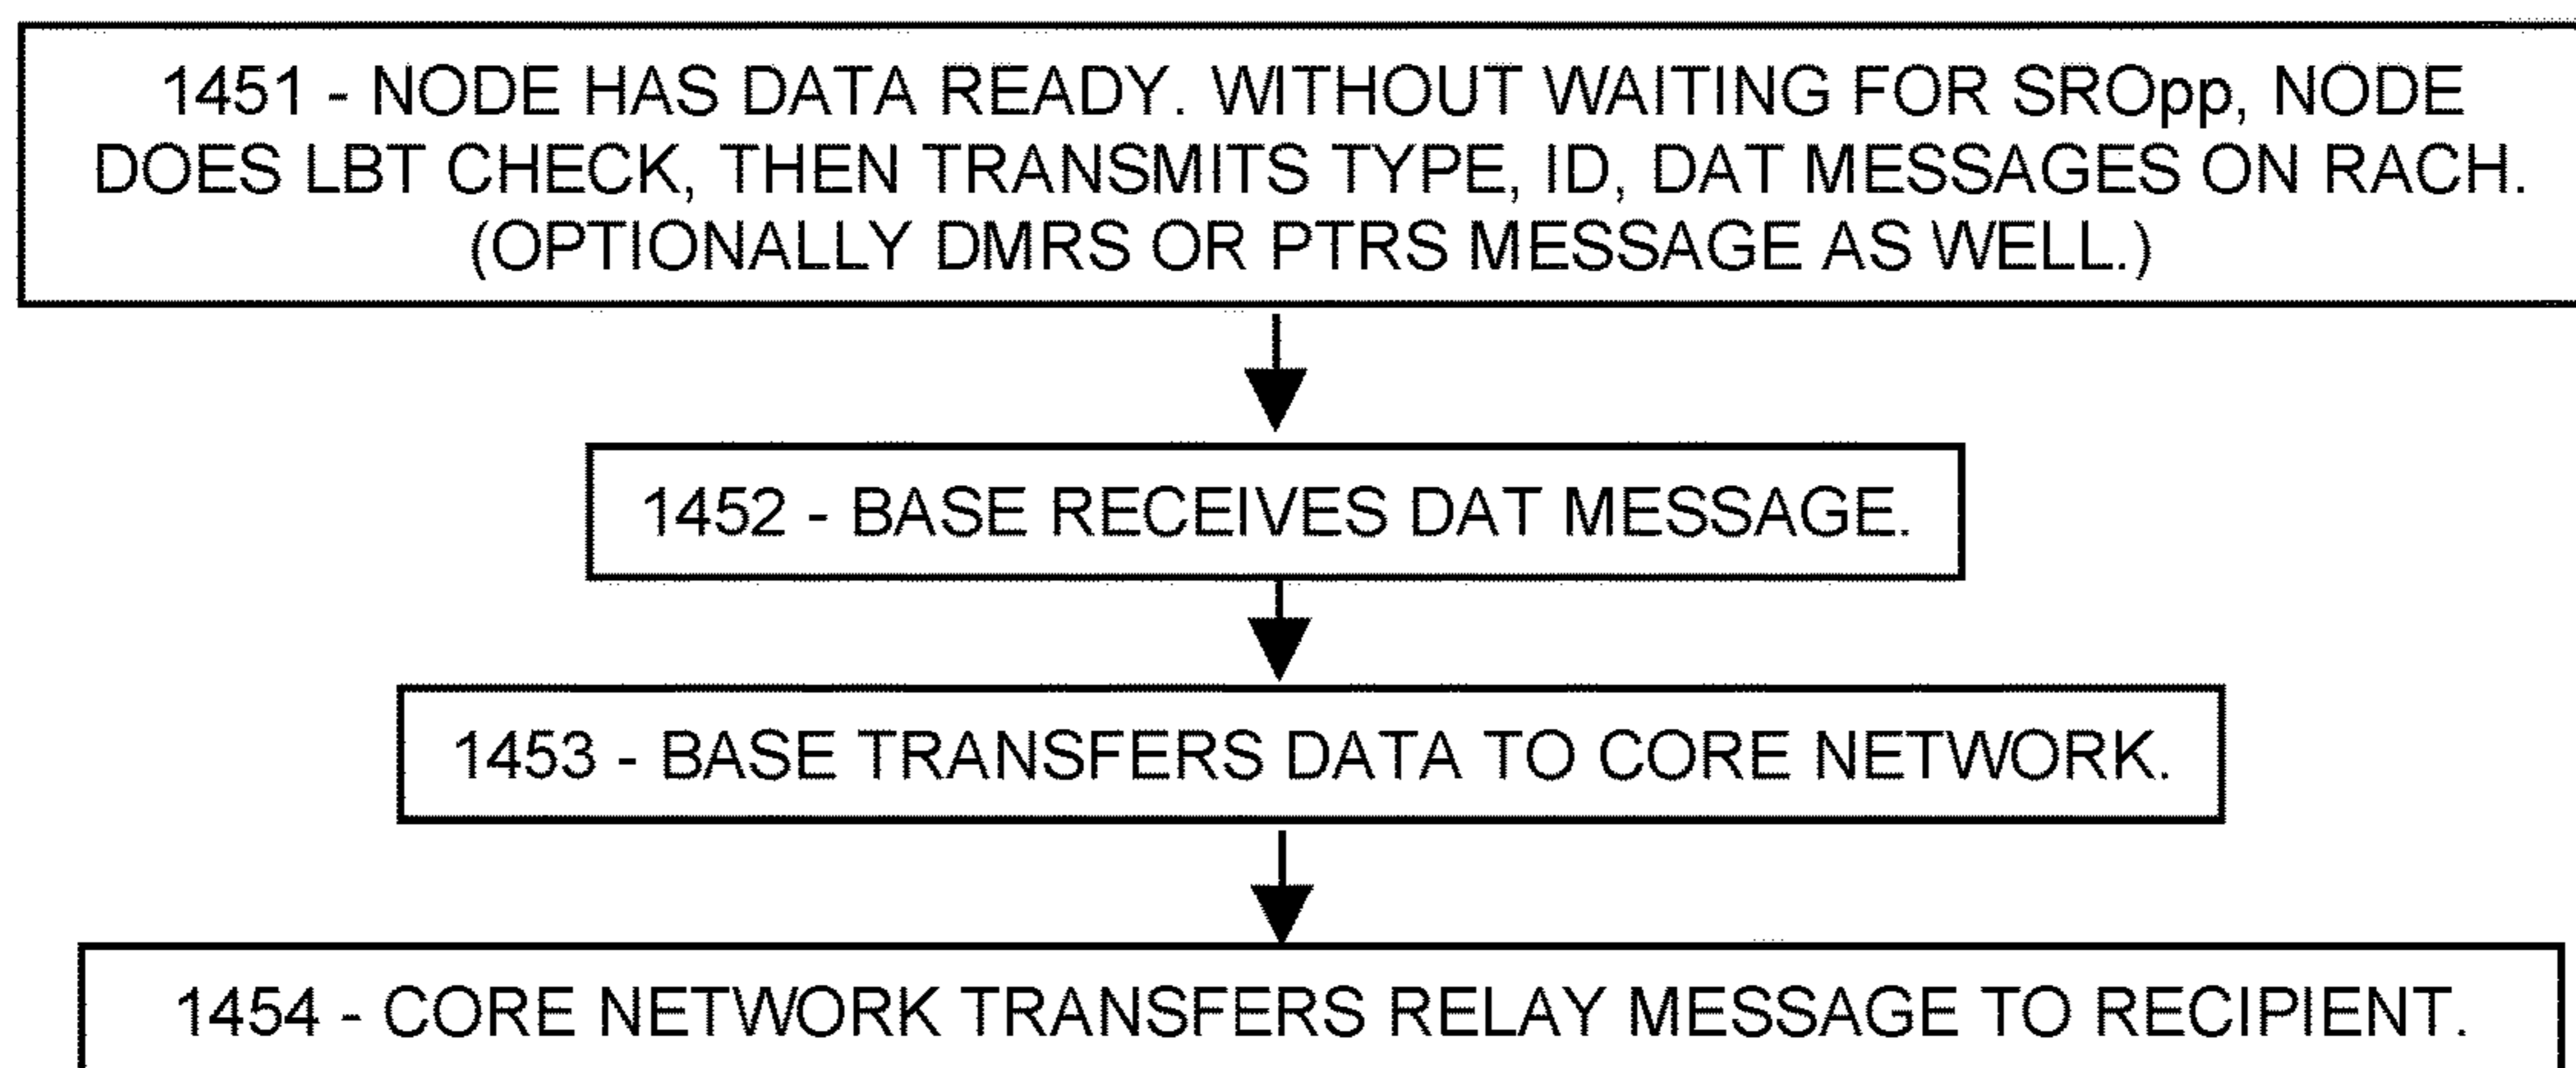 1451 - NODE HAS DATA READY. WITHOUT WAITING FOR SROpp, NODE
DOES LBT CHECK, THEN TRANSMITS TYPE, ID, DAT MESSAGES ON RACH.
(OPTIONALLY DMRS OR PTRS MESSAGE AS WELL.)
1452 - BASE RECEIVES DAT MESSAGE.
1453 - BASE TRANSFERS DATA TO CORE NETWORK.
1454 - CORE NETWORK TRANSFERS RELAY MESSAGE TO RECIPIENT.